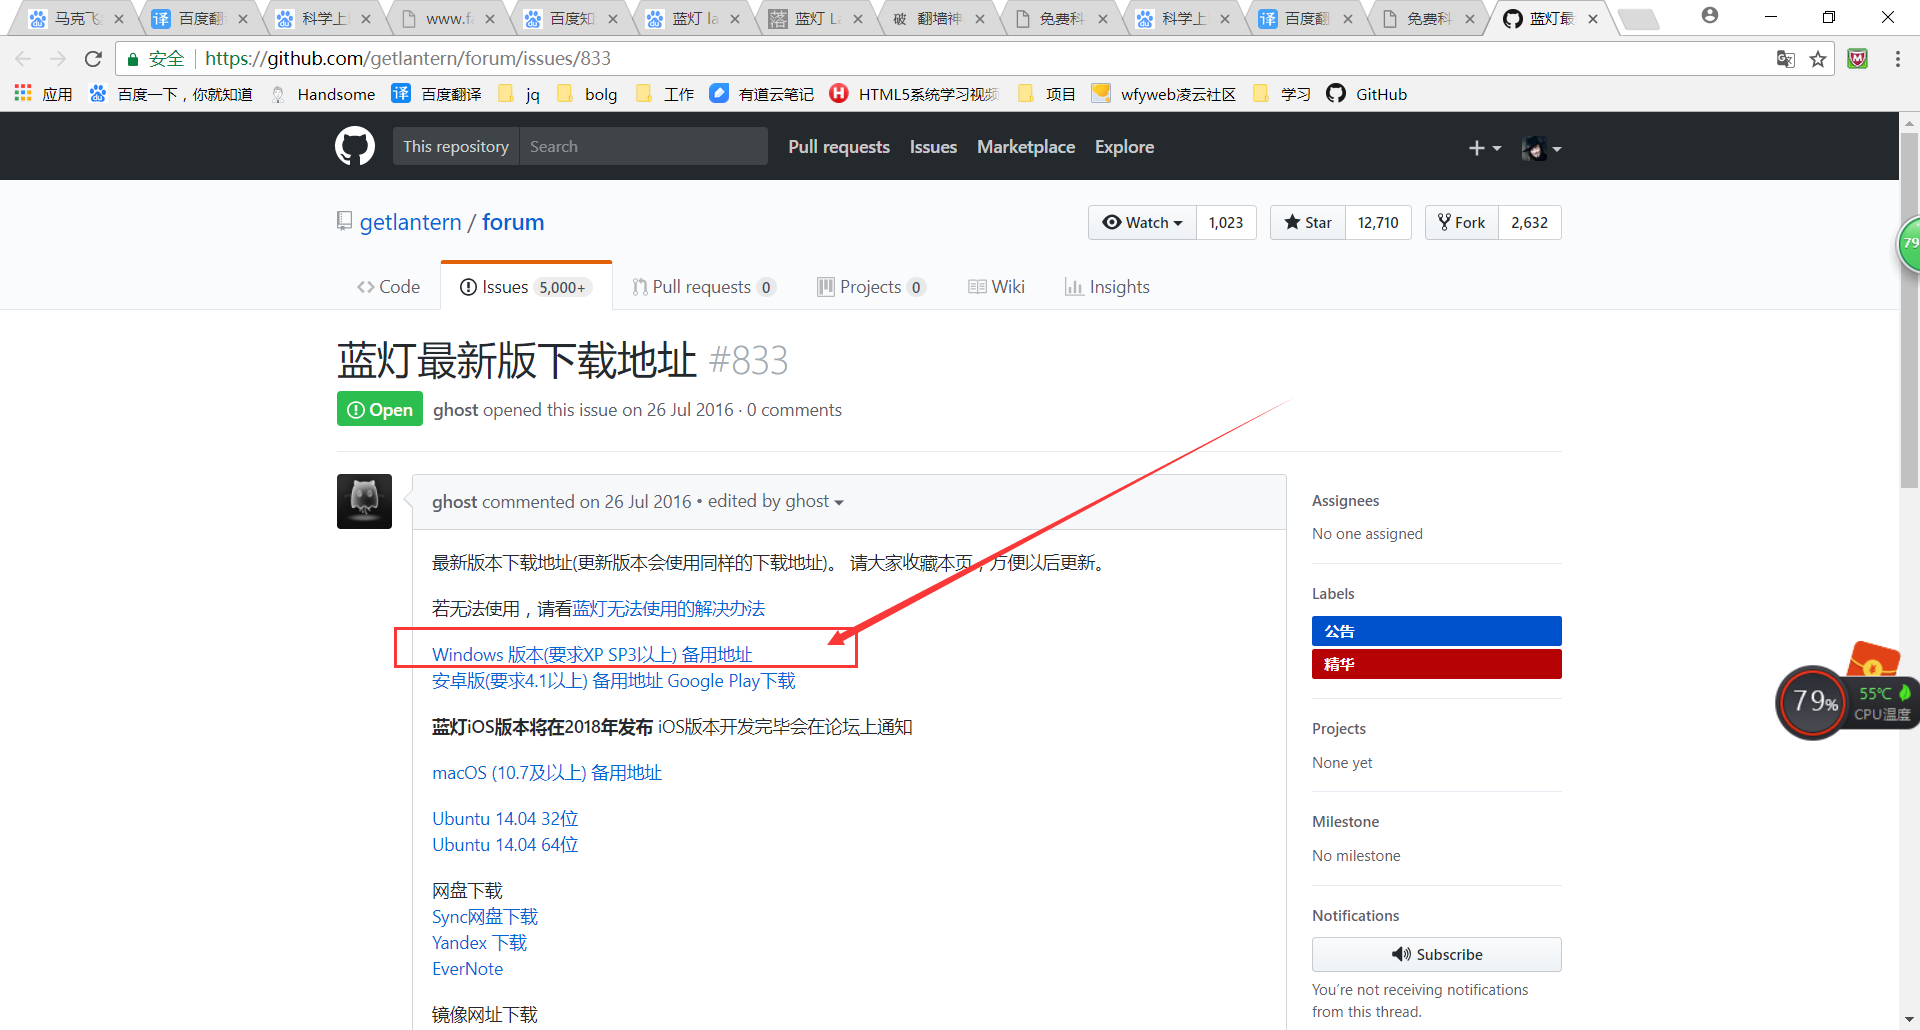 马克飞 百度翻 科学上 www.f 百度知 蓝灯 la 蓝灯 La 翻墙神 免费科 科学上 百度翻 免费科 蓝灯最
安全 https://github.com/getlantern/forum/issues/833
应用 百度一下，你就知道 Handsome 百度翻译 jq bolg 工作 有道云笔记 HTML5系统学习视频 项目 wfyweb凌云社区 学习 GitHub
This repository Search Pull requests Issues Marketplace Explore
getlantern / forum
Watch 1,023 Star 12,710 Fork 2,632
Code Issues 5,000+ Pull requests 0 Projects 0 Wiki Insights
蓝灯最新版下载地址 #833
Open ghost opened this issue on 26 Jul 2016 · 0 comments
ghost commented on 26 Jul 2016 • edited by ghost
最新版本下载地址(更新版本会使用同样的下载地址)。 请大家收藏本页，方便以后更新。
若无法使用，请看蓝灯无法使用的解决办法
Windows 版本(要求XP SP3以上) 备用地址
安卓版(要求4.1以上) 备用地址 Google Play下载
蓝灯iOS版本将在2018年发布 iOS版本开发完毕会在论坛上通知
macOS (10.7及以上) 备用地址
Ubuntu 14.04 32位
Ubuntu 14.04 64位
网盘下载
Sync网盘下载
Yandex 下载
EverNote
镜像网址下载
Assignees
No one assigned
Labels
公告
精华
Projects
None yet
Milestone
No milestone
Notifications
Subscribe
You’re not receiving notifications
from this thread.
79
79%
55℃
CPU温度